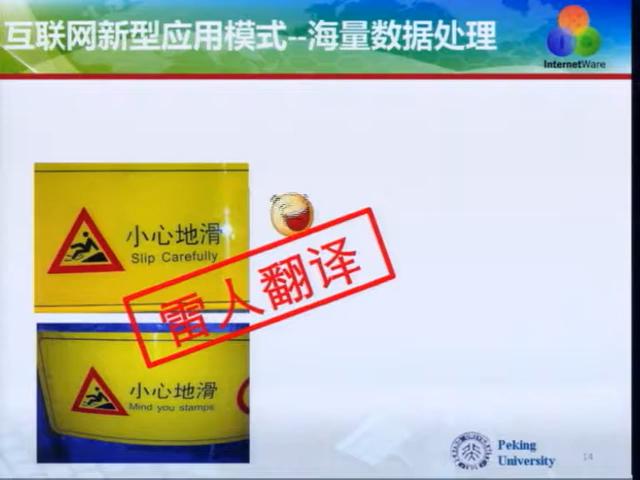 互联网新型应用模式--海量数据处理
InternetWare
小心地滑
Slip Carefully
雷人翻译
小心地滑
Mind you stamps
Peking
University
14